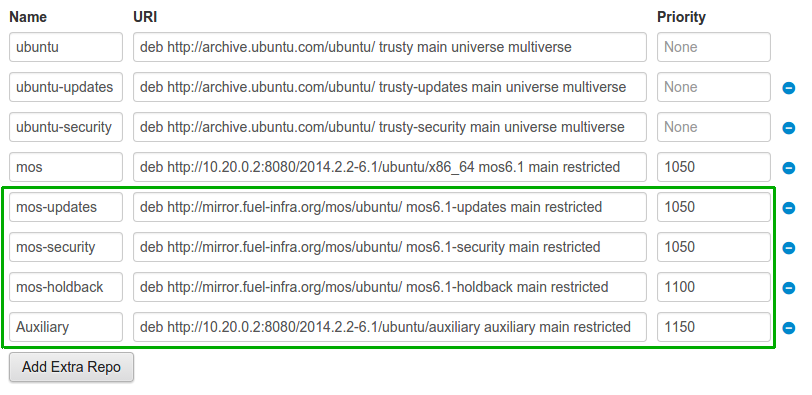 Name URI Priority
ubuntu deb http://archive.ubuntu.com/ubuntu/ trusty main universe multiverse None
ubuntu-updates deb http://archive.ubuntu.com/ubuntu/ trusty-updates main universe multiverse None
ubuntu-security deb http://archive.ubuntu.com/ubuntu/ trusty-security main universe multiverse None
mos deb http://10.20.0.2:8080/2014.2.2-6.1/ubuntu/x86_64 mos6.1 main restricted 1050
mos-updates deb http://mirror.fuel-infra.org/mos/ubuntu/ mos6.1-updates main restricted 1050
mos-security deb http://mirror.fuel-infra.org/mos/ubuntu/ mos6.1-security main restricted 1050
mos-holdback deb http://mirror.fuel-infra.org/mos/ubuntu/ mos6.1-holdback main restricted 1100
Auxiliary deb http://10.20.0.2:8080/2014.2.2-6.1/ubuntu/auxiliary auxiliary main restricted 1150
Add Extra Repo